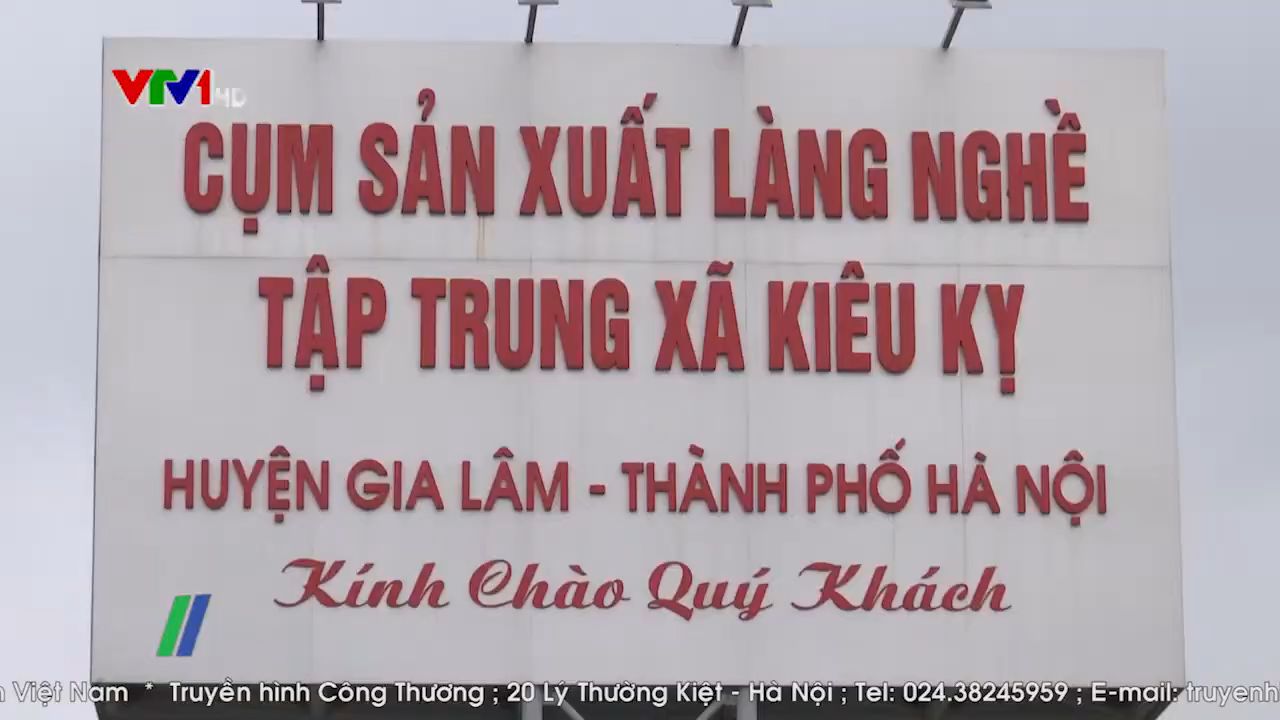 VTV1 HD
CỤM SẢN XUẤT LÀNG NGHỀ
TẬP TRUNG XÃ KIÊU KỴ
HUYỆN GIA LÂM - THÀNH PHỐ HÀ NỘI
Kính Chào Quý Khách
Việt Nam * Truyền hình Công Thương ; 20 Lý Thường Kiệt - Hà Nội ; Tel: 024.38245959 ; E-mail: